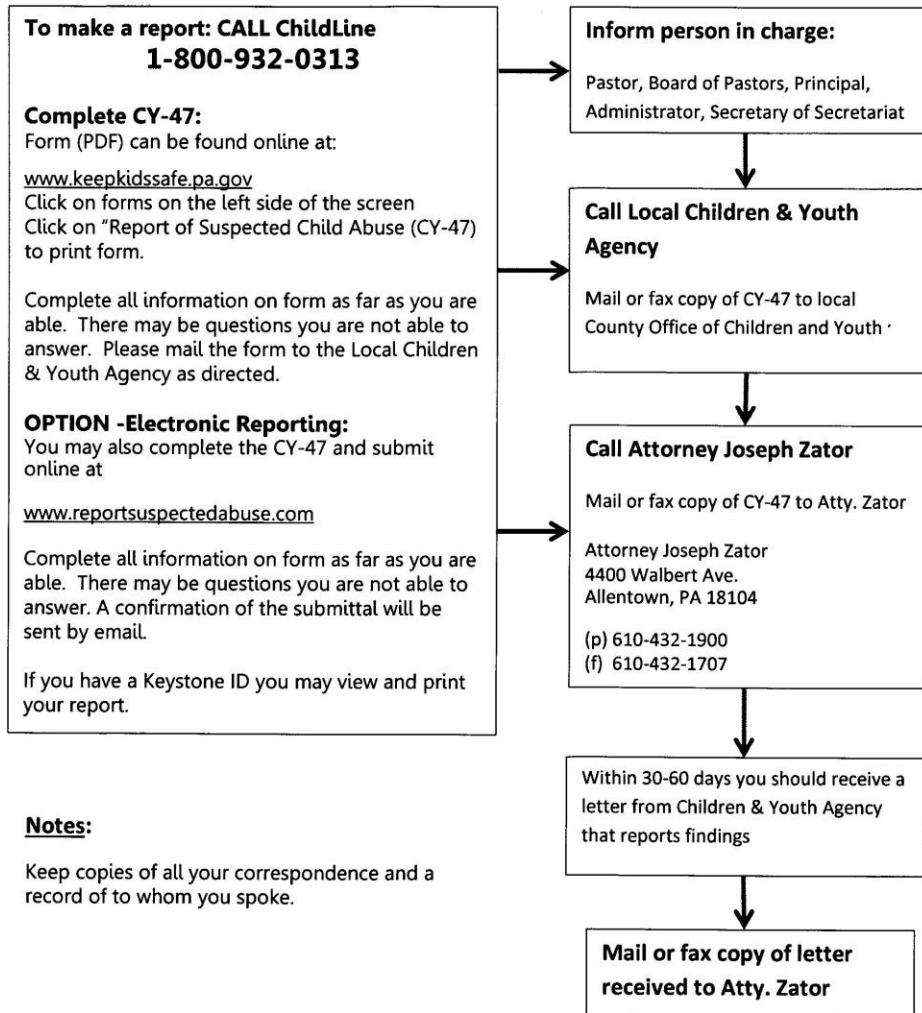 To make a report: CALL ChildLine
1-800-932-0313
Complete CY-47:
Form (PDF) can be found online at:
www.keepkidssafe.pa.gov
Click on forms on the left side of the screen
Click on "Report of Suspected Child Abuse (CY-47)
to print form.
Complete all information on form as far as you are
able. There may be questions you are not able to
answer. Please mail the form to the Local Children
& Youth Agency as directed.
OPTION -Electronic Reporting:
You may also complete the CY-47 and submit
online at
www.reportsuspectedabuse.com
Complete all information on form as far as you are
able. There may be questions you are not able to
answer. A confirmation of the submittal will be
sent by email.
If you have a Keystone ID you may view and print
your report.
Notes:
Keep copies of all your correspondence and a
record of to whom you spoke.
Inform person in charge:
Pastor, Board of Pastors, Principal,
Administrator, Secretary of Secretariat
Call Local Children & Youth
Agency
Mail or fax copy of CY-47 to local
County Office of Children and Youth
Call Attorney Joseph Zator
Mail or fax copy of CY-47 to Atty. Zator
Attorney Joseph Zator
4400 Walbert Ave.
Allentown, PA 18104
(p) 610-432-1900
(f) 610-432-1707
Within 30-60 days you should receive a
letter from Children & Youth Agency
that reports findings
Mail or fax copy of letter
received to Atty. Zator